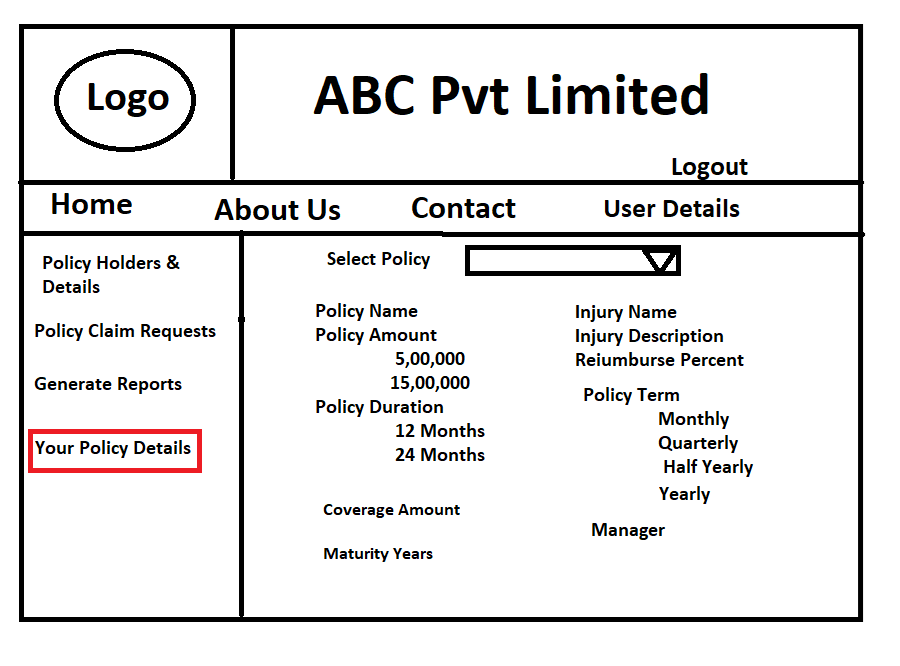 Logo
ABC Pvt Limited
Logout
Home
About Us
Contact
User Details
Policy Holders &
Details
Policy Claim Requests
Generate Reports
Your Policy Details
Select Policy
Policy Name
Policy Amount
5,00,000
15,00,000
Policy Duration
12 Months
24 Months
Coverage Amount
Maturity Years
Injury Name
Injury Description
Reiumburse Percent
Policy Term
Monthly
Quarterly
Half Yearly
Yearly
Manager